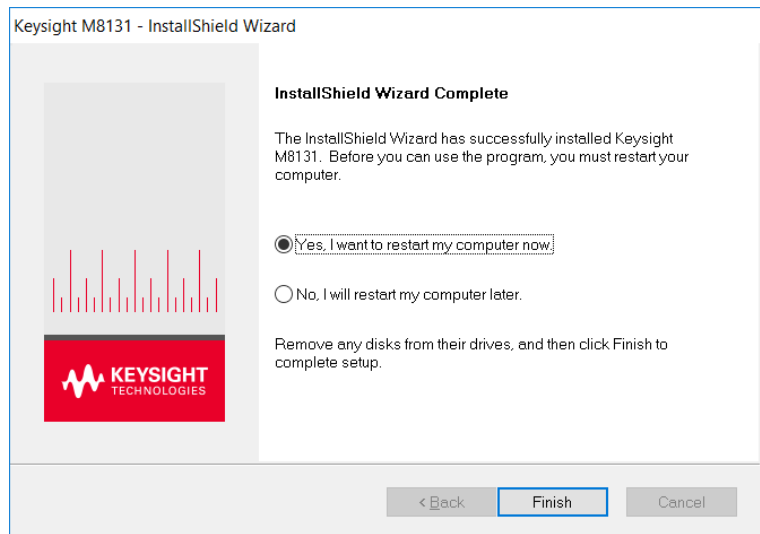 Keysight M8131 - InstallShield Wizard
InstallShield Wizard Complete
The InstallShield Wizard has successfully installed Keysight
M8131.  Before you can use the program, you must restart your
computer.
Yes, I want to restart my computer now.
No, I will restart my computer later.
Remove any disks from their drives, and then click Finish to
complete setup.
KEYSIGHT
TECHNOLOGIES
< Back
Finish
Cancel